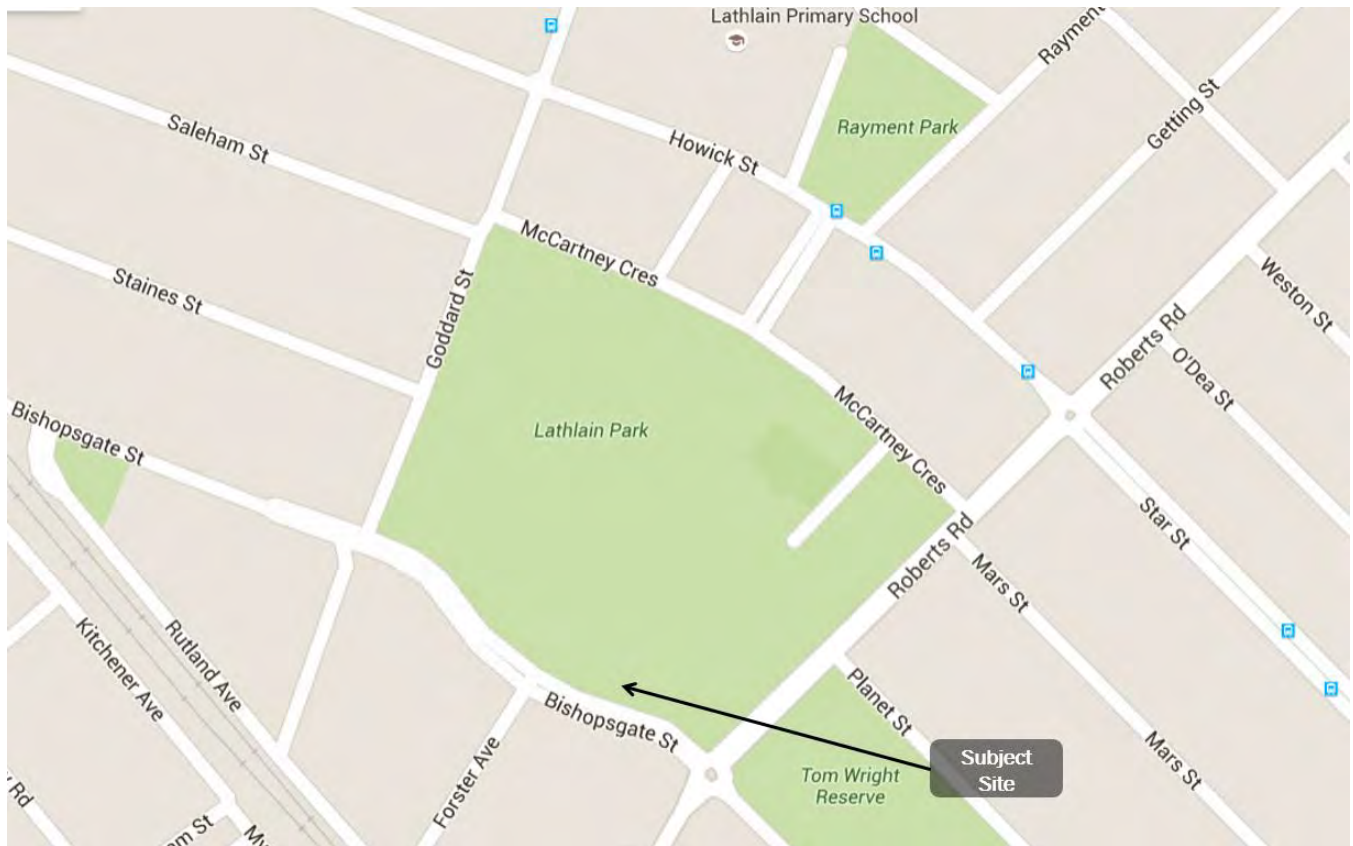 Lathlain Primary School
Rayment
Getting St
Rayment Park
Saleham St
Howick St
McCartney Cres
Weston St
Staines St
Goddard St
Roberts Rd
O'Dea St
Bishopsgate St
Lathlain Park
McCartney Cres
Star St
Roberts Rd
Mars St
Kitchener Ave
Rutland Ave
Planet St
Bishopsgate St
Forster Ave
Tom Wright
Reserve
Subject
Site
Mars St
Rd
St